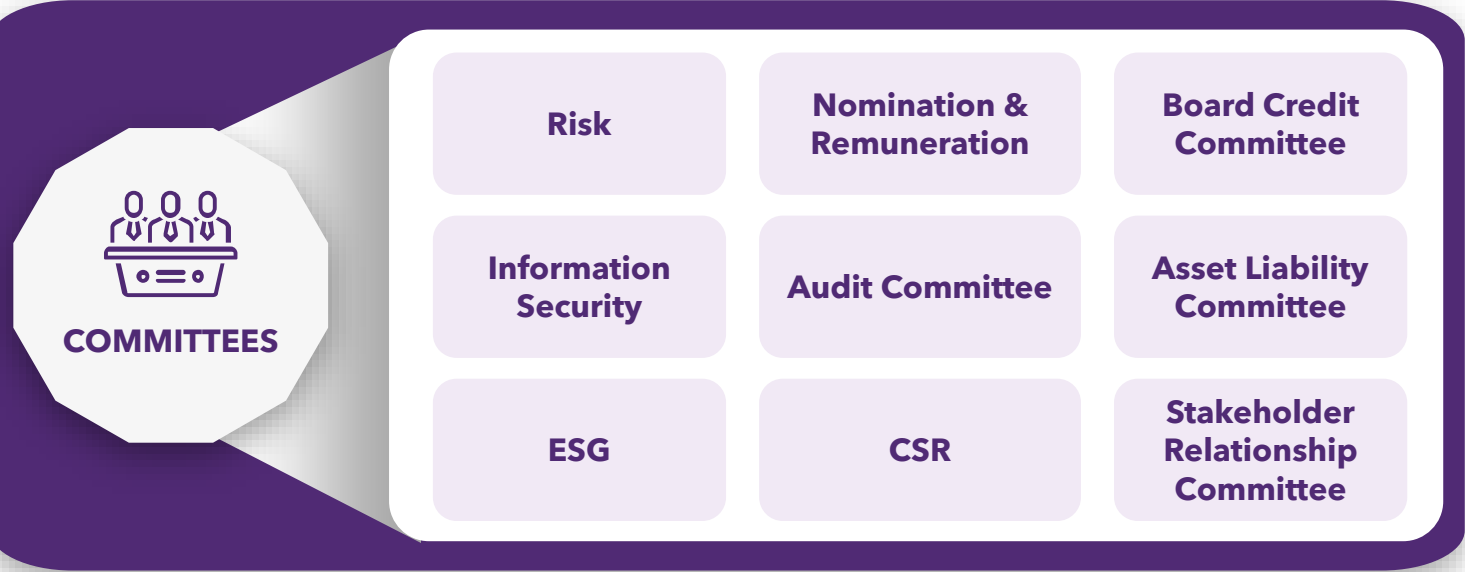 COMMITTEES
Risk
Nomination &
Remuneration
Board Credit
Committee
Information
Security
Audit Committee
Asset Liability
Committee
ESG
CSR
Stakeholder
Relationship
Committee